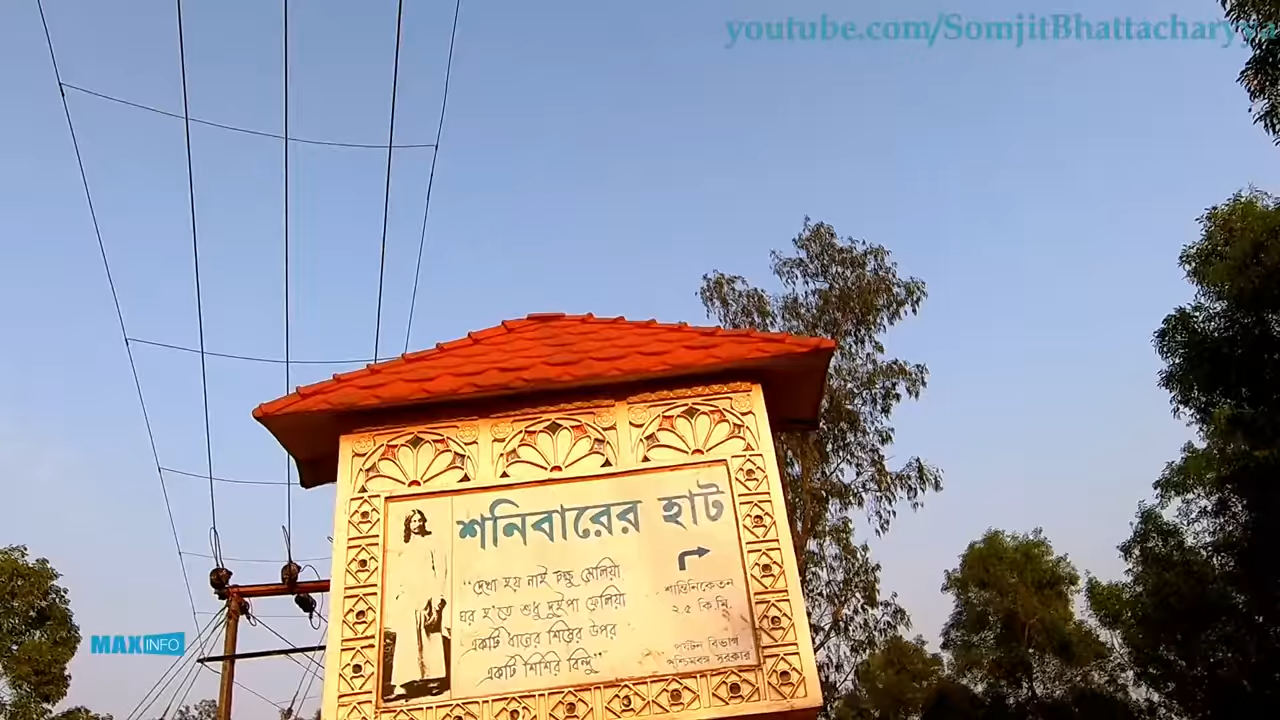 youtube.com/SomjitBhattacharyya
শনিবারের হাট
“দেখা হয় নাই চক্ষু মেলিয়া
ঘর হ'তে শুধু দুইপা ফেলিয়া
একটি ধানের শিষের উপর
একটি শিশির বিন্দু”
শান্তিনিকেতন
২.৫ কি.মি.
পর্যটন বিভাগ
পশ্চিমবঙ্গ সরকার
MAXINFO